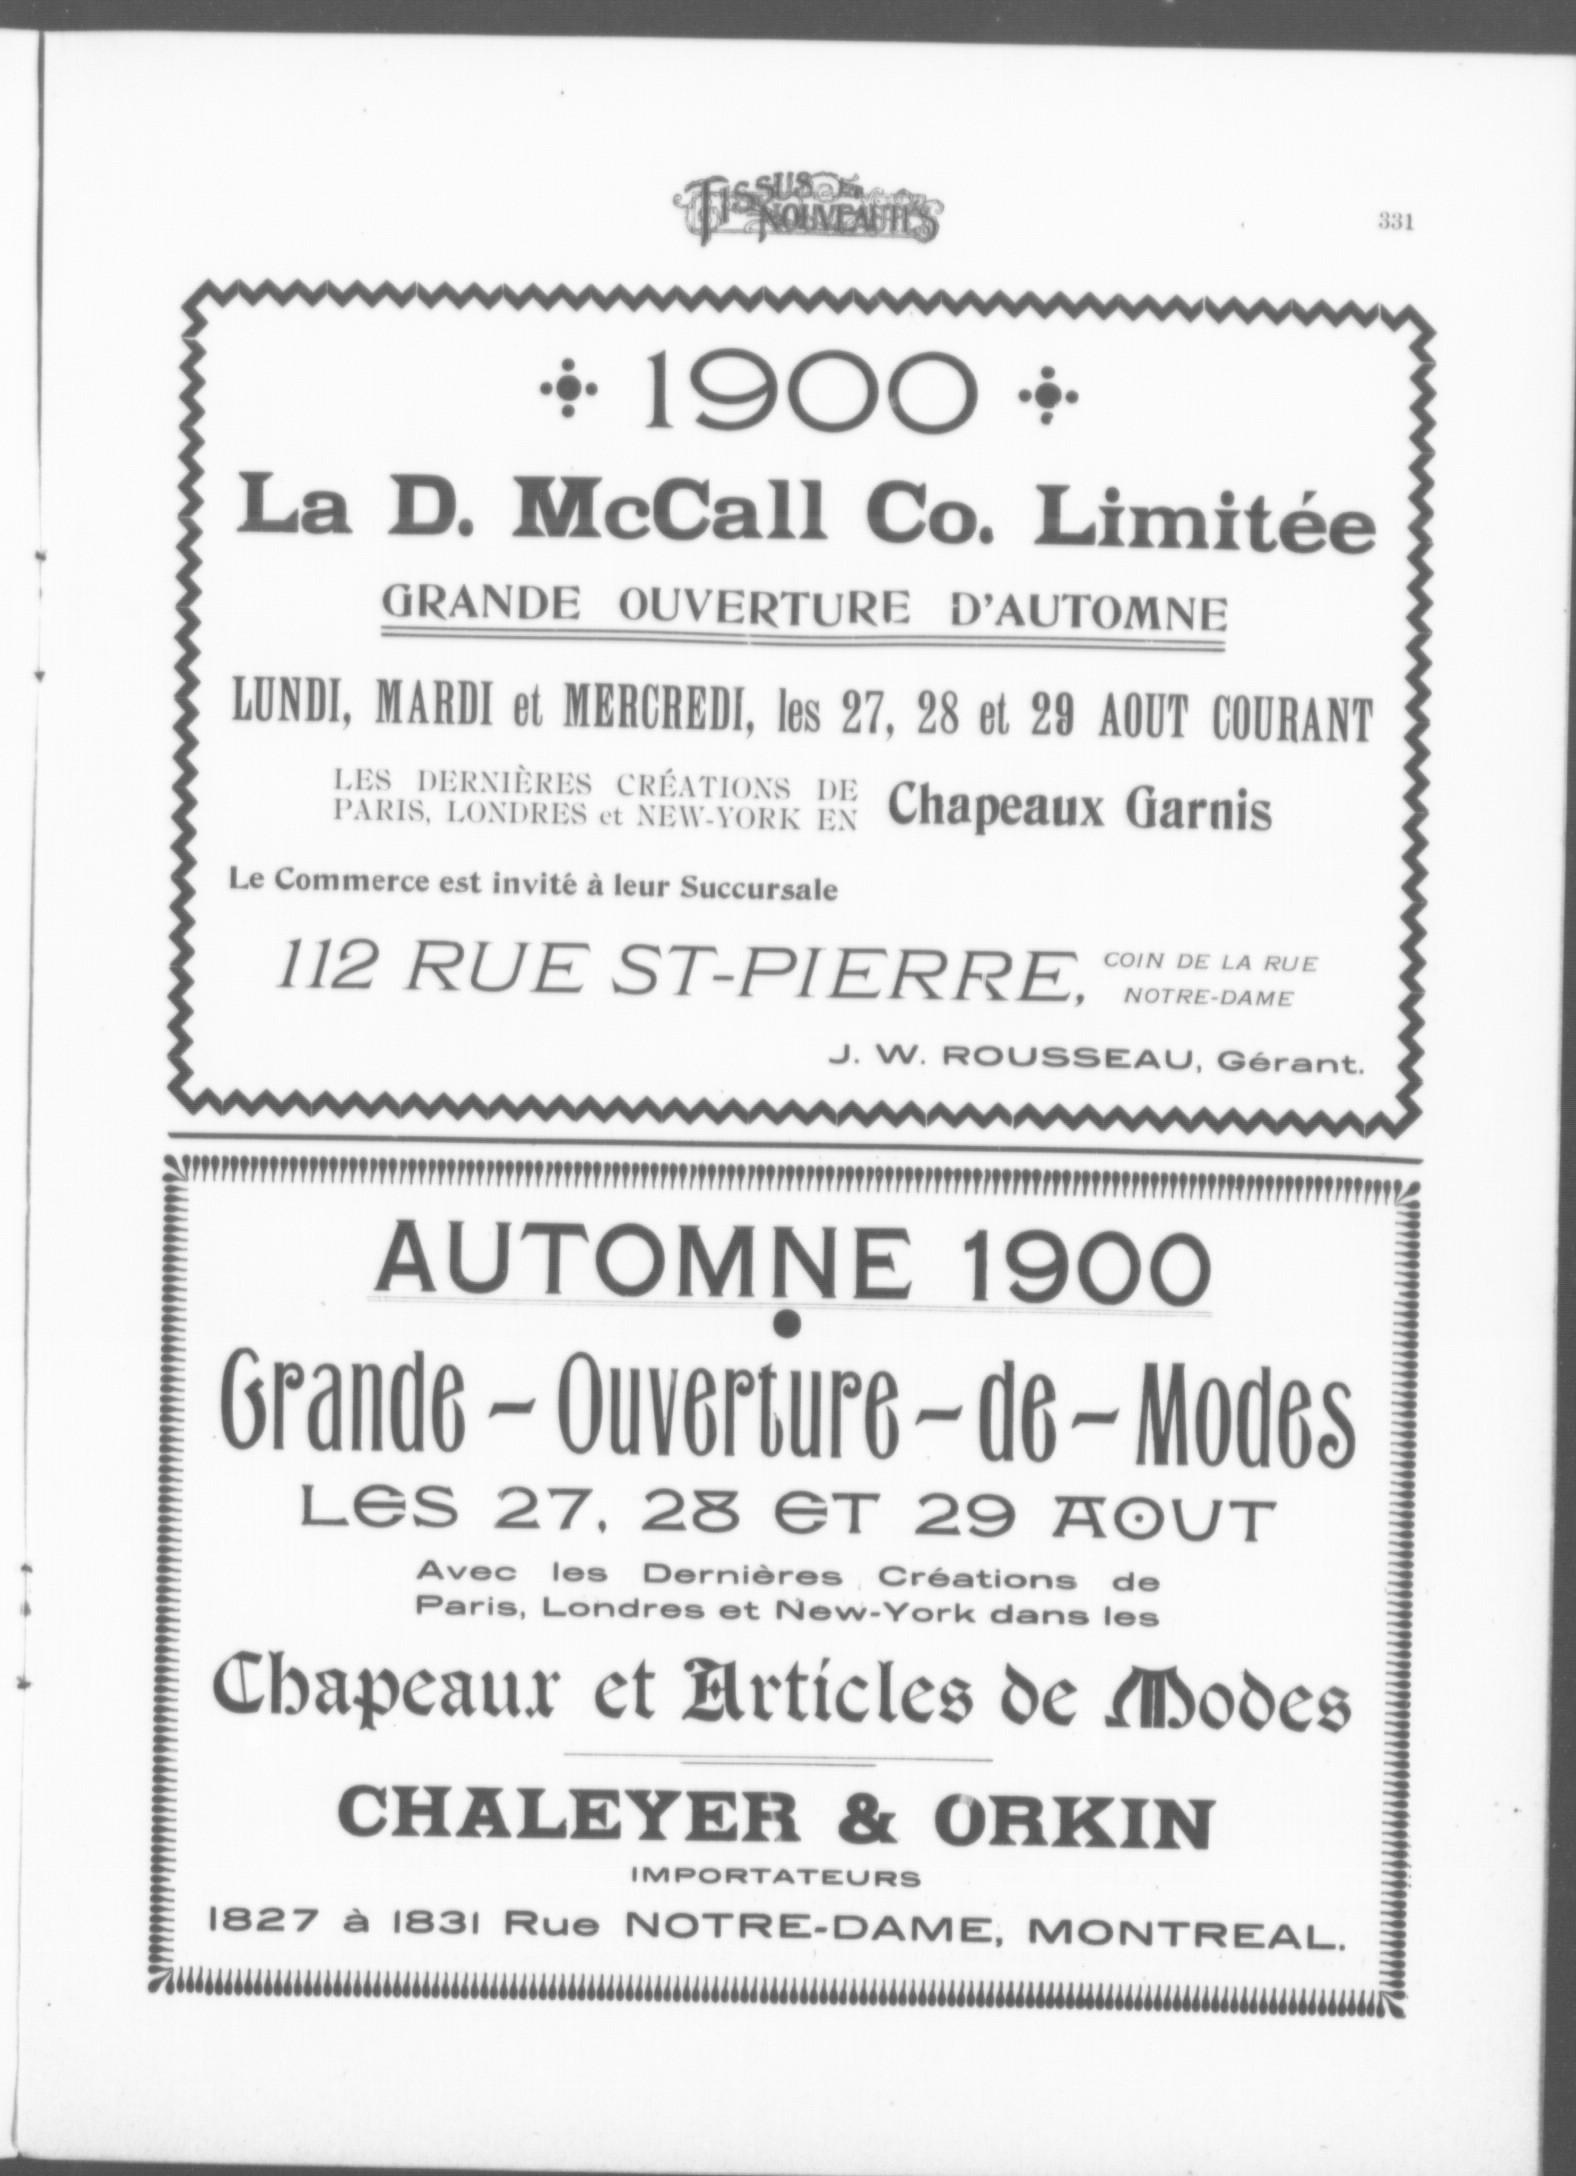 TISSUS ET
NOUVEAUTÉS
331
1900
La D. McCall Co. Limitée
GRANDE OUVERTURE D'AUTOMNE
LUNDI, MARDI et MERCREDI, les 27, 28 et 29 AOUT COURANT
LES DERNIÈRES CRÉATIONS DE
PARIS, LONDRES et NEW-YORK EN
Chapeaux Garnis
Le Commerce est invité à leur Succursale
112 RUE ST-PIERRE,
COIN DE LA RUE
NOTRE-DAME
J. W. ROUSSEAU, Gérant.
AUTOMNE 1900
Grande - Ouverture - de - Modes
LES 27, 28 ET 29 AOUT
Avec les Dernières Créations de
Paris, Londres et New-York dans les
Chapeaux et Articles de Modes
CHALEYER & ORKIN
IMPORTATEURS
1827 à 1831 Rue NOTRE-DAME, MONTREAL.